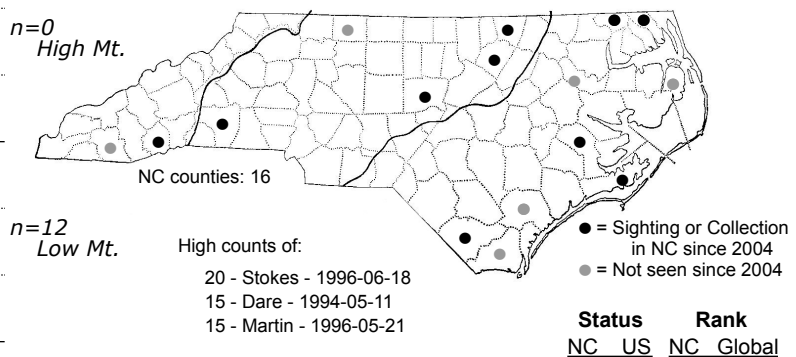 n=0
High Mt.
n=12
Low Mt.
NC counties: 16
High counts of:
20 - Stokes - 1996-06-18
15 - Dare - 1994-05-11
15 - Martin - 1996-05-21
● = Sighting or Collection
in NC since 2004
● = Not seen since 2004
Status Rank
NC US NC Global